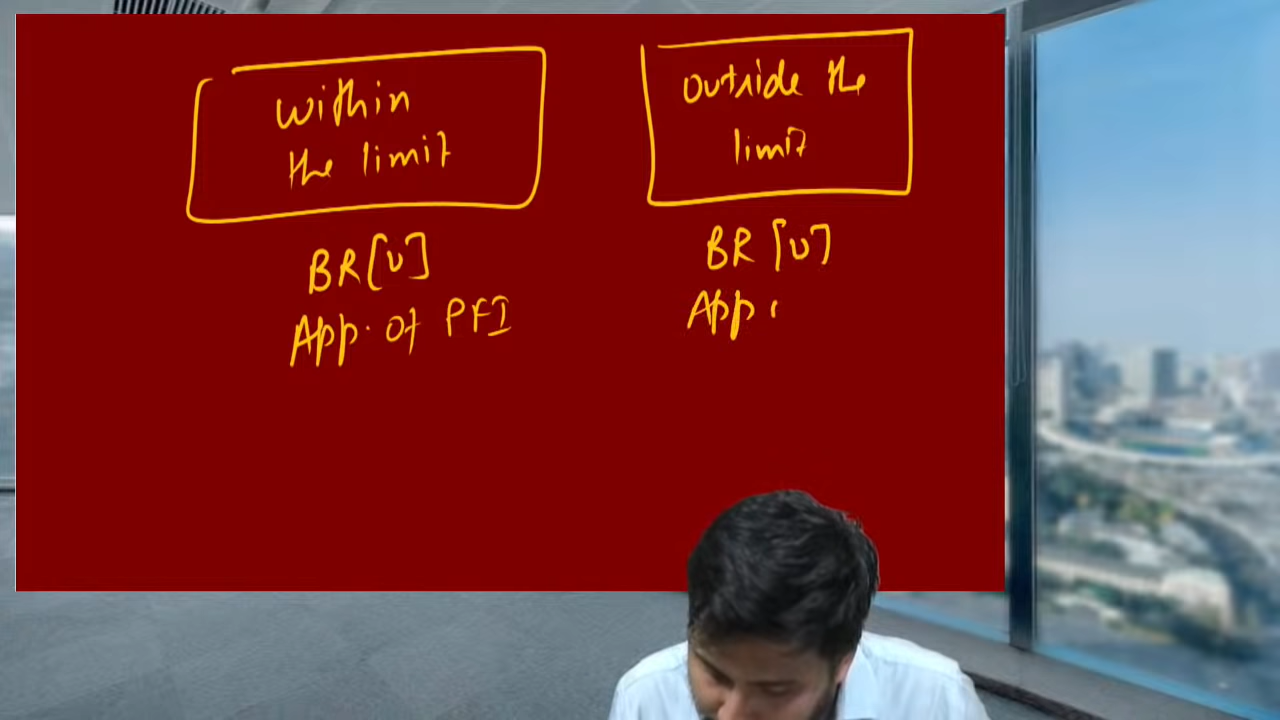 within
the limit
BR[U]
App. of PFI
outside the
limit
BR [U]
App